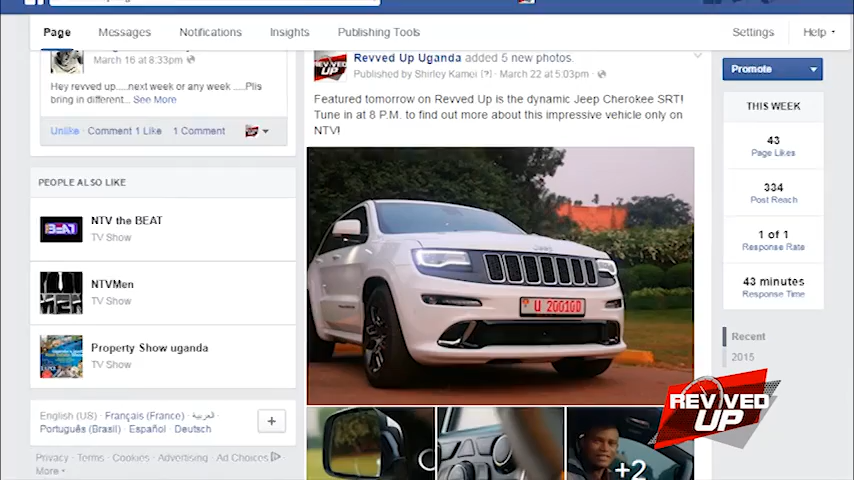 Page Messages Notifications Insights Publishing Tools Settings Help
March 16 at 8:33pm
Hey revved up.....next week or any week .....Plis
bring in different... See More
Unlike · Comment 1 Like 1 Comment
PEOPLE ALSO LIKE
NTV the BEAT
TV Show
NTVMen
TV Show
Property Show uganda
TV Show
English (US) · Français (France) · العربية ·
Português (Brasil) · Español · Deutsch
+
Privacy · Terms · Cookies · Advertising · Ad Choices
More
Revved Up Uganda added 5 new photos.
Published by Shirley Kamei [?] · March 22 at 5:03pm ·
Featured tomorrow on Revved Up is the dynamic Jeep Cherokee SRT!
Tune in at 8 P.M. to find out more about this impressive vehicle only on
NTV!
Jeep
U 200100
+2
Promote
THIS WEEK
43
Page Likes
334
Post Reach
1 of 1
Response Rate
43 minutes
Response Time
Recent
2015
REVVED
UP